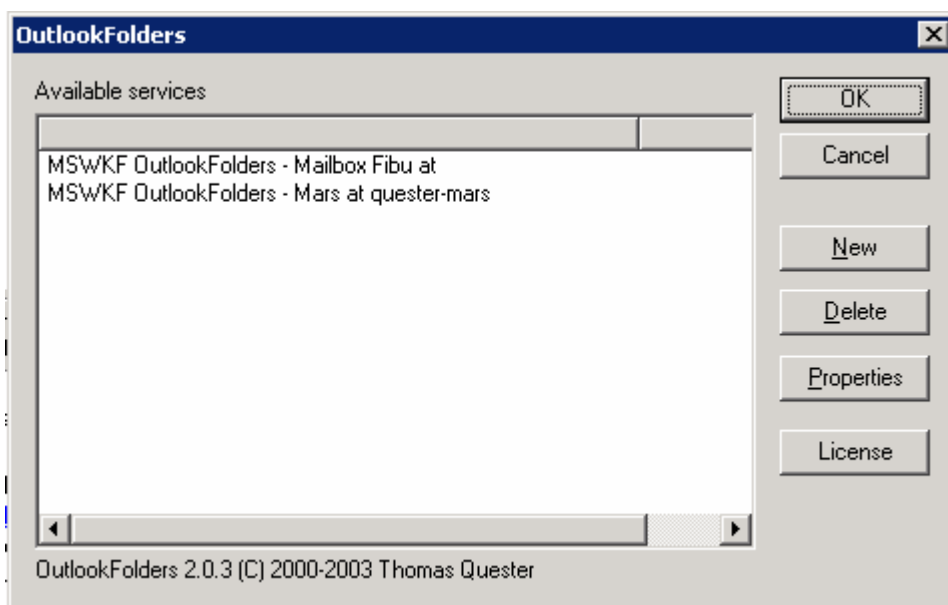 OutlookFolders
Available services
MSWKF OutlookFolders - Mailbox Fibu at
MSWKF OutlookFolders - Mars at quester-mars
OK
Cancel
New
Delete
Properties
License
OutlookFolders 2.0.3 (C) 2000-2003 Thomas Quester